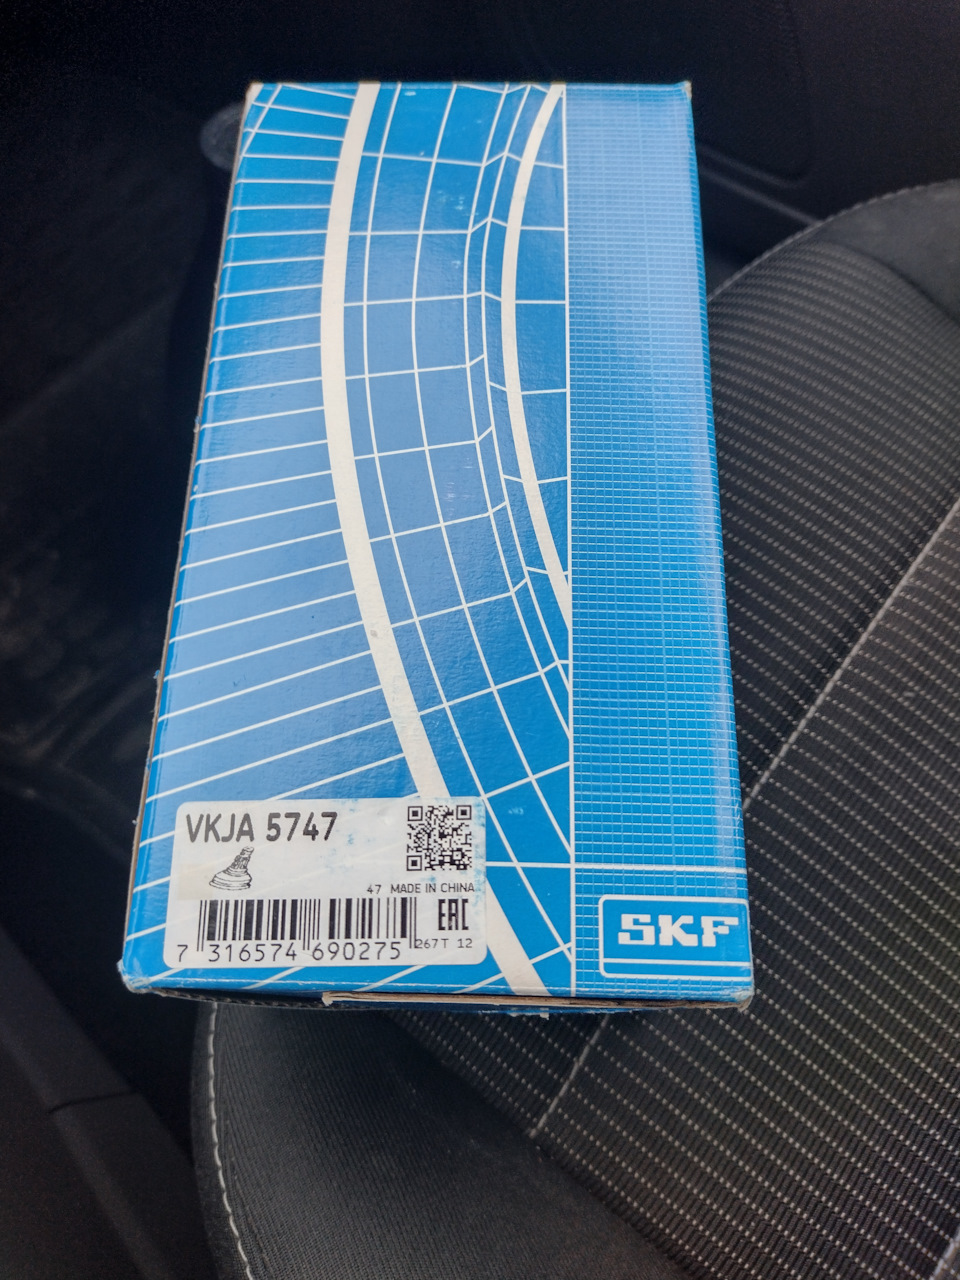 VKJA 5747
47 MADE IN CHINA
EAC
267T 12
7 316574 690275
SKF